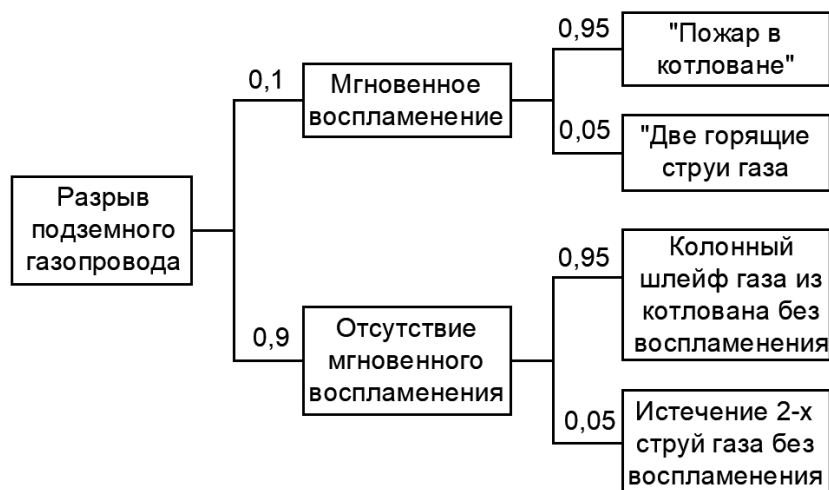 Разрыв
подземного
газопровода
0,1
Мгновенное
воспламенение
0,95
"Пожар в
котловане"
0,05
"Две горящие
струи газа
0,9
Отсутствие
мгновенного
воспламенения
0,95
Колонный
шлейф газа из
котлована без
воспламенения
0,05
Истечение 2-х
струй газа без
воспламенения